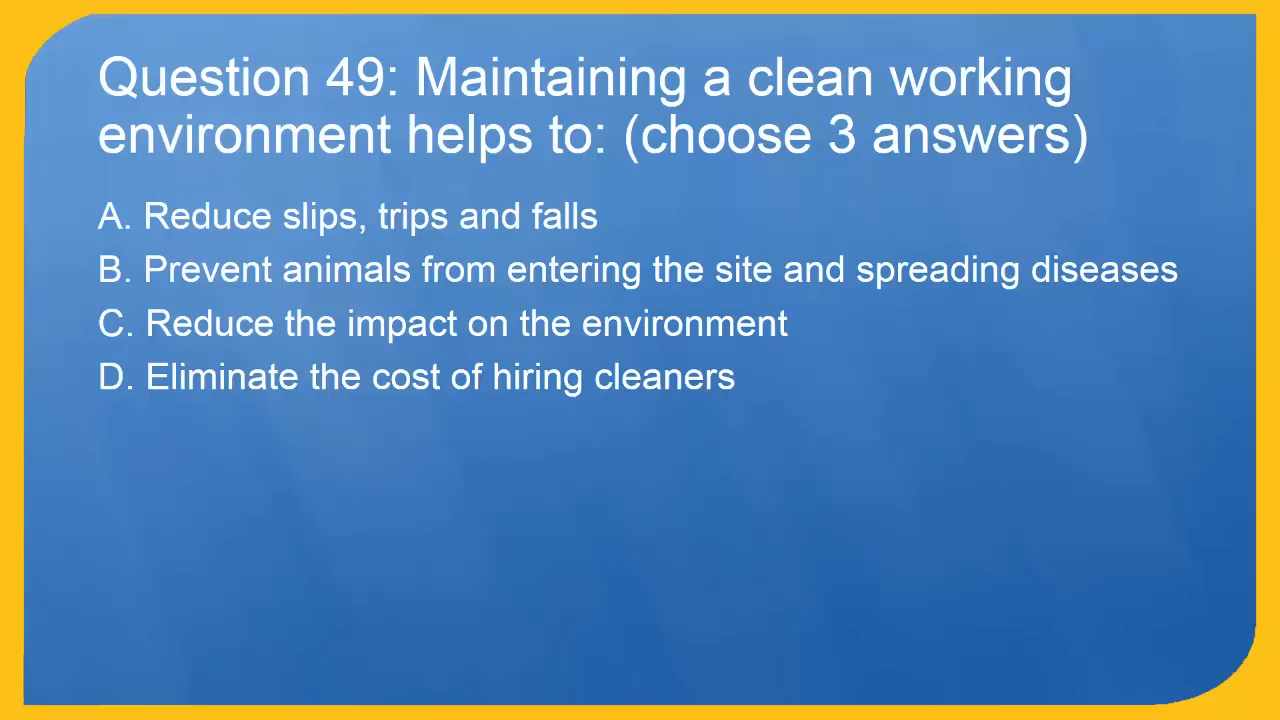 Question 49: Maintaining a clean working
environment helps to: (choose 3 answers)
A. Reduce slips, trips and falls
B. Prevent animals from entering the site and spreading diseases
C. Reduce the impact on the environment
D. Eliminate the cost of hiring cleaners